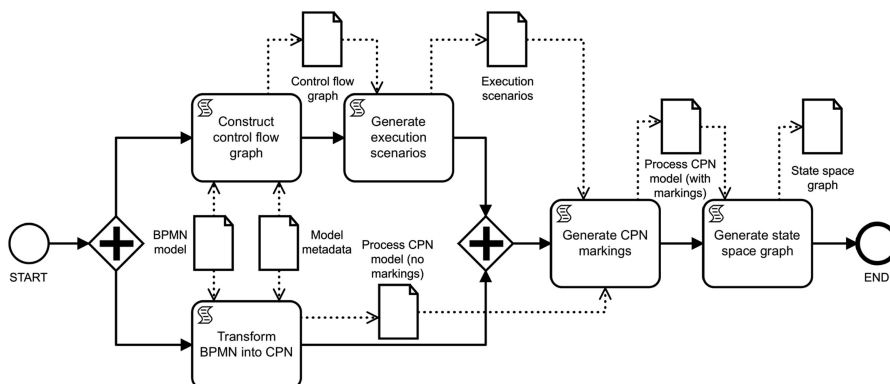 Control flow
graph
Execution
scenarios
Construct
control flow
graph
Generate
execution
scenarios
Process CPN
model (with
markings)
State space
graph
BPMN
model
Model
metadata
Process CPN
model (no
markings)
START
Generate CPN
markings
Generate state
space graph
END
Transform
BPMN into CPN